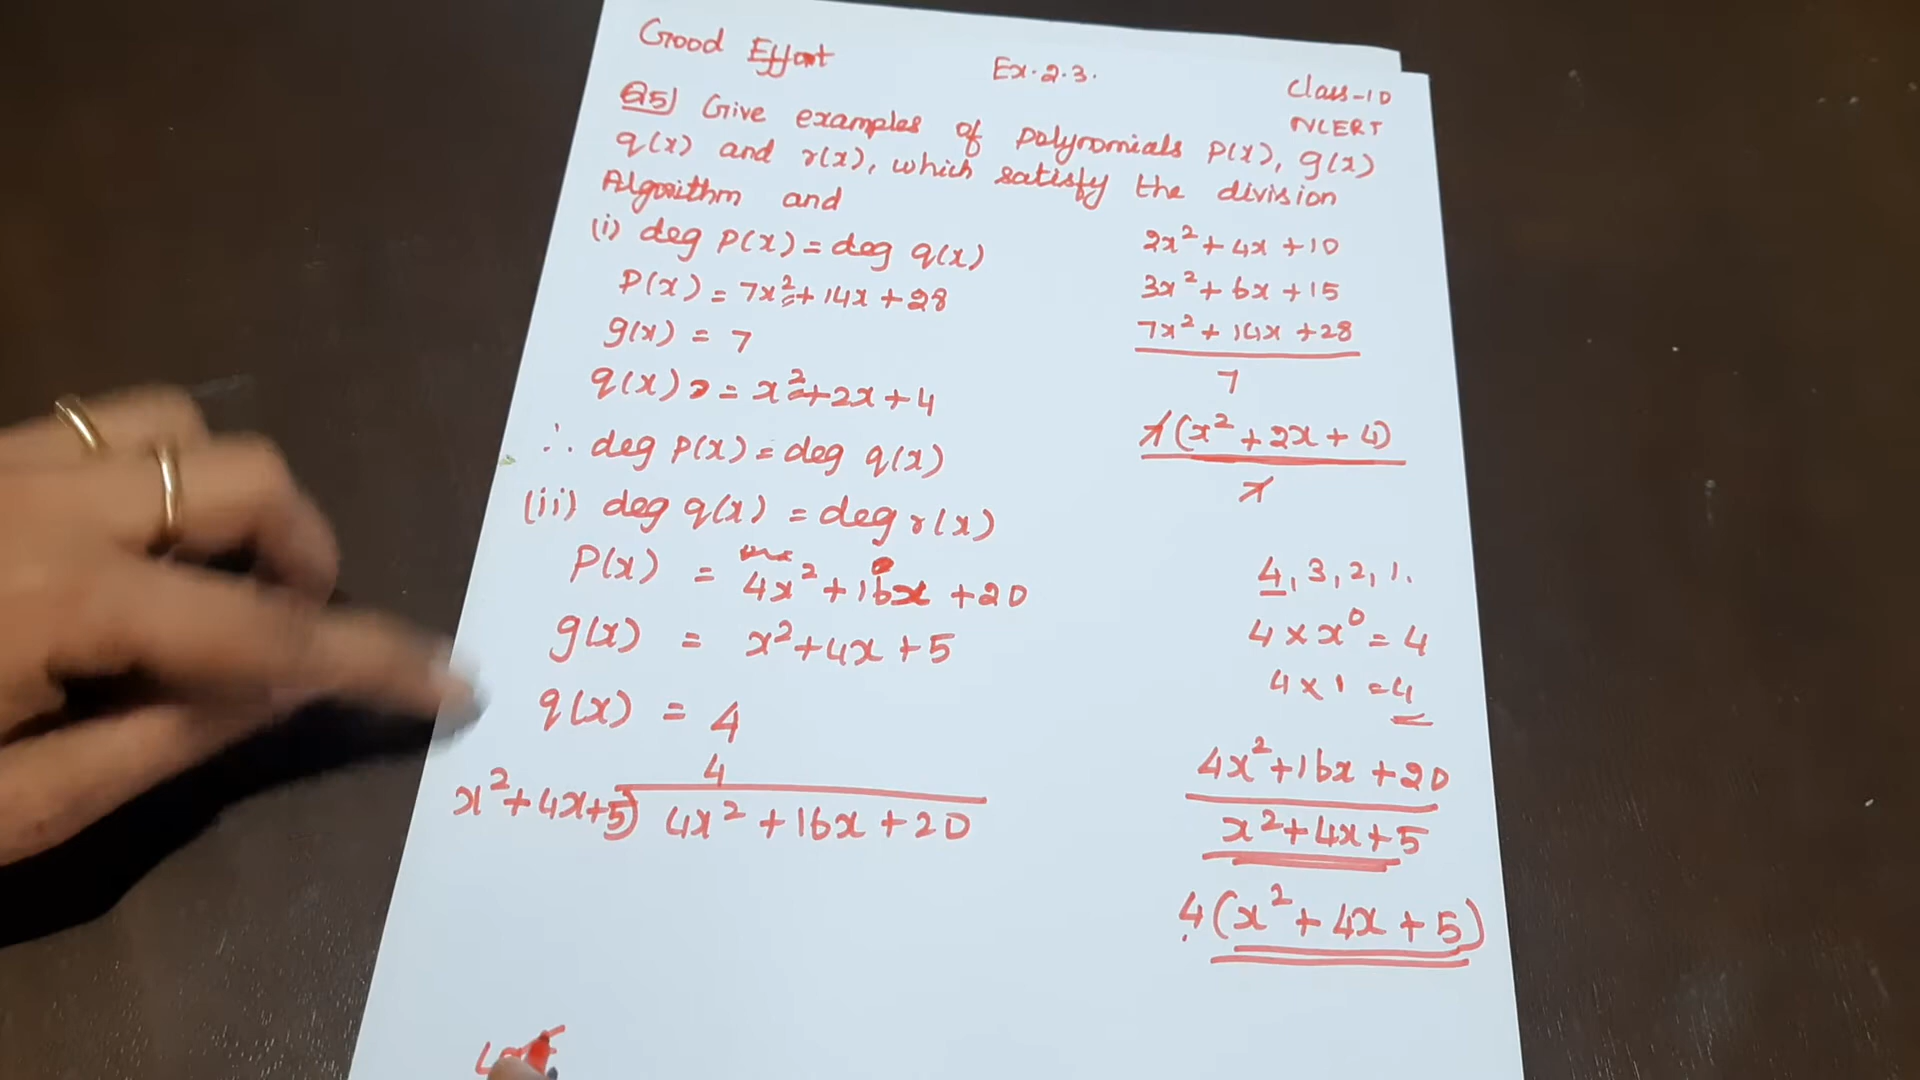 Good Effort
Ex.2.3.
Class-10
NCERT
Q5) Give examples of polynomials P(x), g(x)
q(x) and r(x), which satisfy the division
Algorithm and
(i) deg P(x) = deg q(x)
P(x) = 7x²+14x+28
g(x) = 7
q(x) = x²+2x+4
∴ deg P(x) = deg q(x)
(ii) deg q(x) = deg r(x)
P(x) = 4x²+16x+20
g(x) = x²+4x+5
q(x) = 4
4
x²+4x+5) 4x²+16x+20
2x²+4x+10
3x²+6x+15
7x²+14x+28
7
7(x²+2x+4)
7
4, 3, 2, 1.
4 × x⁰ = 4
4 × 1 = 4
4x²+16x+20
x²+4x+5
4(x²+4x+5)